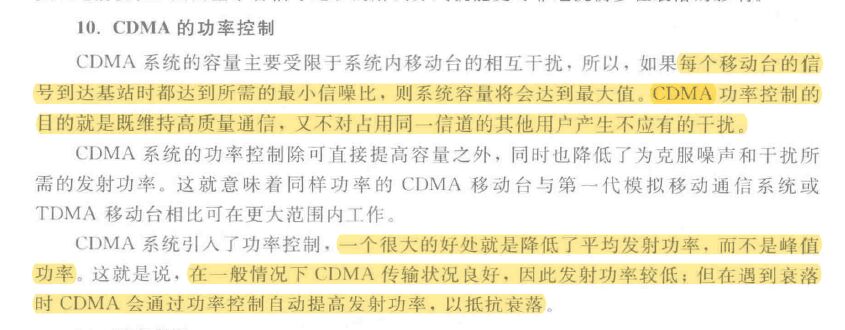 10. CDMA 的功率控制
CDMA 系统的容量主要受限于系统内移动台的相互干扰，所以，如果每个移动台的信
号到达基站时都达到所需的最小信噪比，则系统容量将会达到最大值。CDMA 功率控制的
目的就是既维持高质量通信，又不对占用同一信道的其他用户产生不应有的干扰。
CDMA 系统的功率控制除可直接提高容量之外，同时也降低了为克服噪声和干扰所
需的发射功率。这就意味着同样功率的 CDMA 移动台与第一代模拟移动通信系统或
TDMA 移动台相比可在更大范围内工作。
CDMA 系统引入了功率控制，一个很大的好处就是降低了平均发射功率，而不是峰值
功率。这就是说，在一般情况下 CDMA 传输状况良好，因此发射功率较低；但在遇到衰落
时 CDMA 会通过功率控制自动提高发射功率，以抵抗衰落。